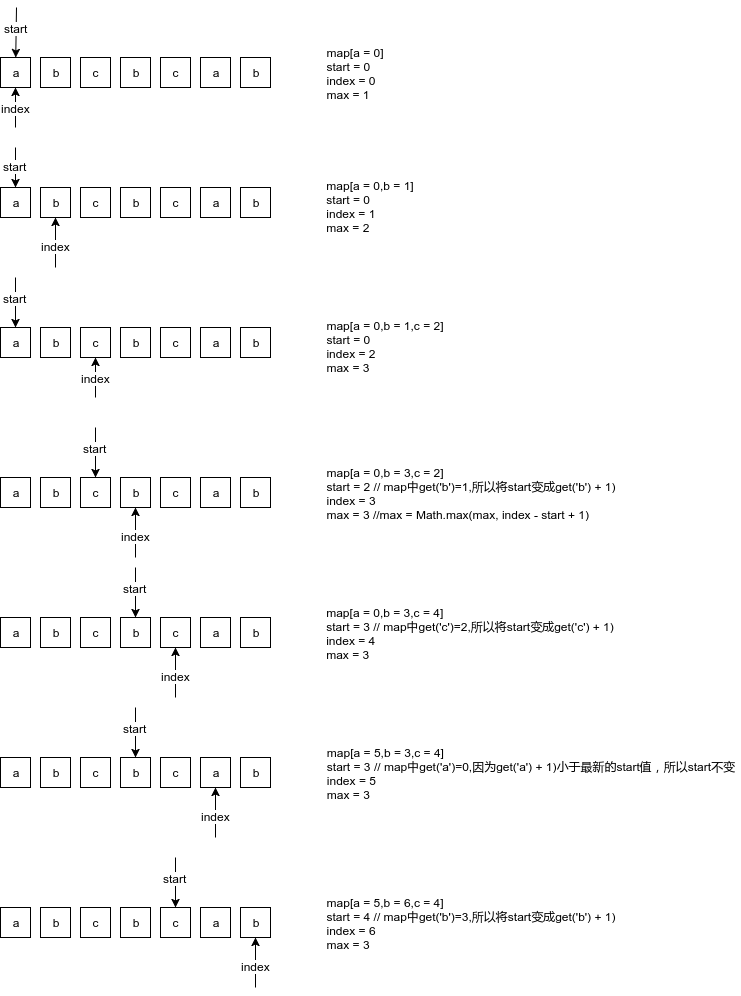 start
map[a = 0]
start = 0
a b c b c a b
index = 0
max = 1
index
start
map[a = 0,b = 1]
a b c b c a b
start = 0
index = 1
max = 2
index
start
map[a = 0,b = 1,c = 2]
a b c b c a b
start = 0
index = 2
max = 3
index
start
map[a = 0,b = 3,c = 2]
a b c b c a b
start = 2 // map中get('b')=1,所以将start变成get('b') + 1)
index = 3
max = 3 //max = Math.max(max, index - start + 1)
index
start
map[a = 0,b = 3,c = 4]
a b c b c a b
start = 3 // map中get('c')=2,所以将start变成get('c') + 1)
index = 4
max = 3
index
start
map[a = 5,b = 3,c = 4]
a b c b c a b
start = 3 // map中get('a')=0,因为get('a') + 1)小于最新的start值，所以start不变
index = 5
max = 3
index
start
map[a = 5,b = 6,c = 4]
a b c b c a b
start = 4 // map中get('b')=3,所以将start变成get('b') + 1)
index = 6
max = 3
index